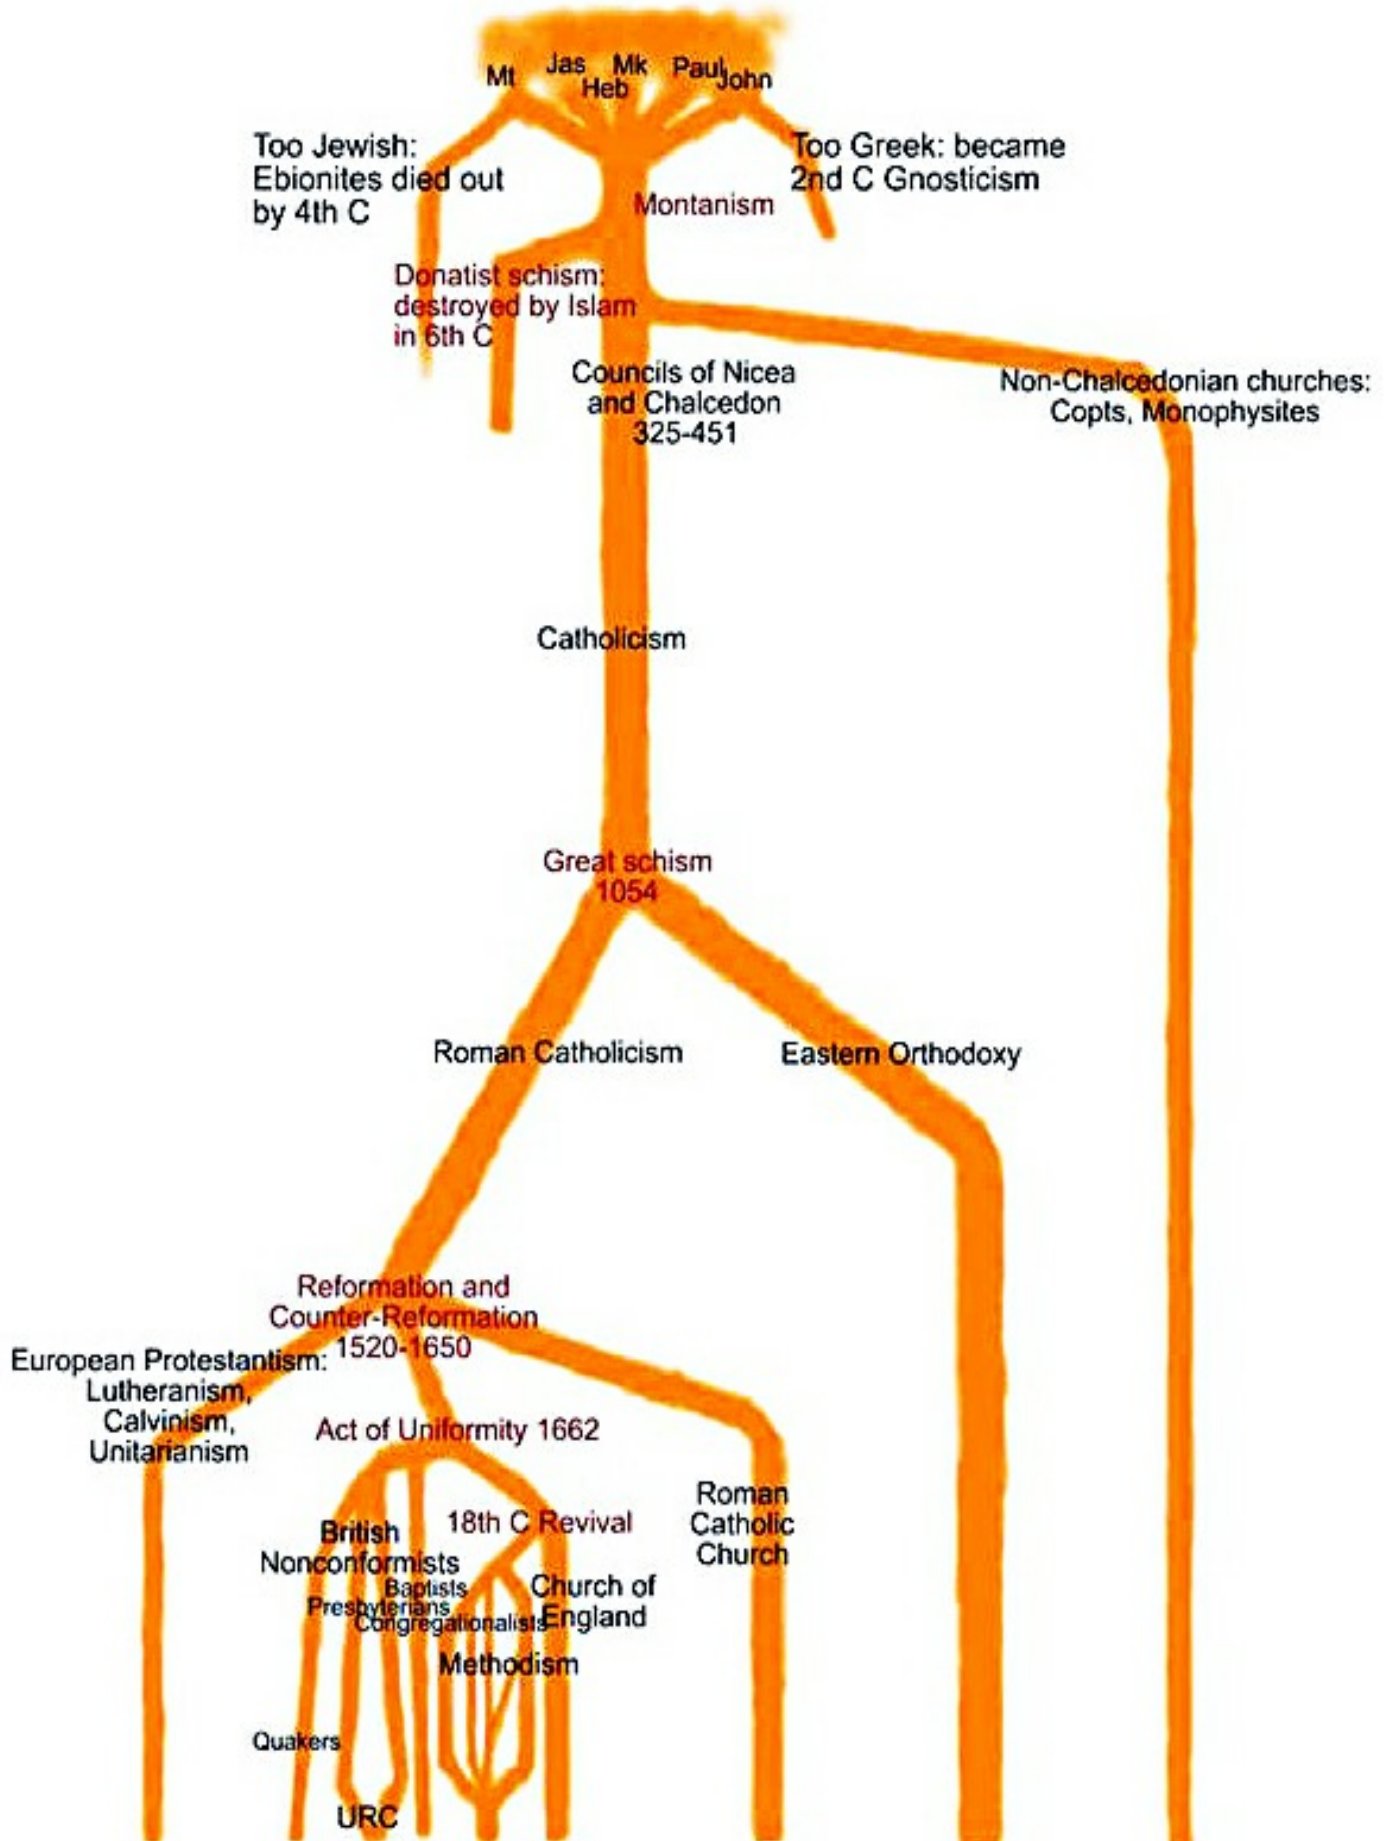 Mt
Jas
Heb
Mk
Paul
John
Too Jewish:
Ebionites died out
by 4th C
Too Greek: became
2nd C Gnosticism
Montanism
Donatist schism:
destroyed by Islam
in 6th C
Councils of Nicea
and Chalcedon
325-451
Non-Chalcedonian churches:
Copts, Monophysites
Catholicism
Great schism
1054
Roman Catholicism
Eastern Orthodoxy
Reformation and
Counter-Reformation
1520-1650
European Protestantism:
Lutheranism,
Calvinism,
Unitarianism
Act of Uniformity 1662
18th C Revival
Roman
Catholic
Church
British
Nonconformists
Baptists
Presbyterians
Congregationalists
Church of
England
Methodism
Quakers
URC